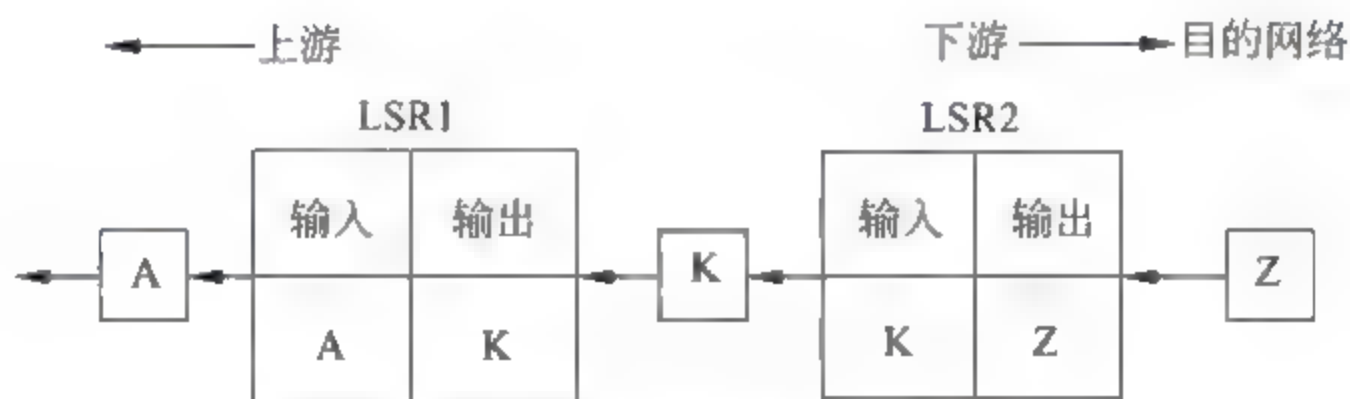 上游 下游 目的网络
LSR1 LSR2
输入 输出 输入 输出
A K Z
A K K Z